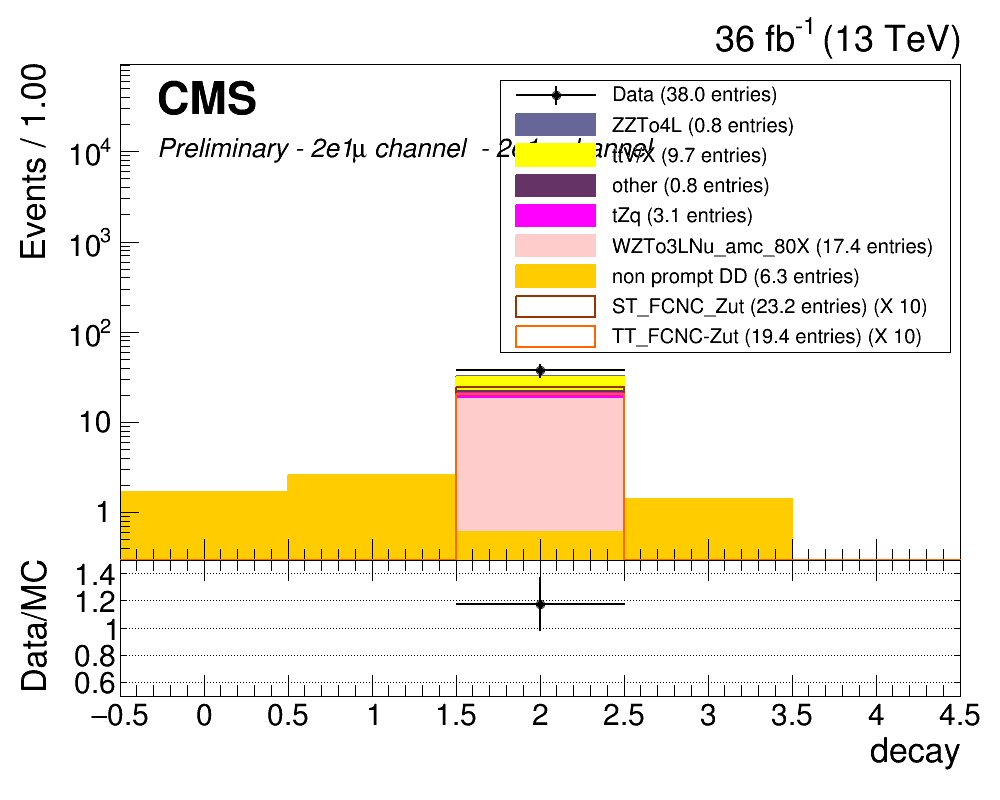 36 fb-1 (13 TeV)
CMS
Preliminary - 2e1μ channel - 2e1μ channel
Data (38.0 entries)
ZZTo4L (0.8 entries)
ttV/X (9.7 entries)
other (0.8 entries)
tZq (3.1 entries)
WZTo3LNu_amc_80X (17.4 entries)
non prompt DD (6.3 entries)
ST_FCNC_Zut (23.2 entries) (X 10)
TT_FCNC-Zut (19.4 entries) (X 10)
Events / 1.00
10^4
10^3
10^2
10
1
Data/MC
1.4
1.2
1
0.8
0.6
−0.5 0 0.5 1 1.5 2 2.5 3 3.5 4 4.5
decay